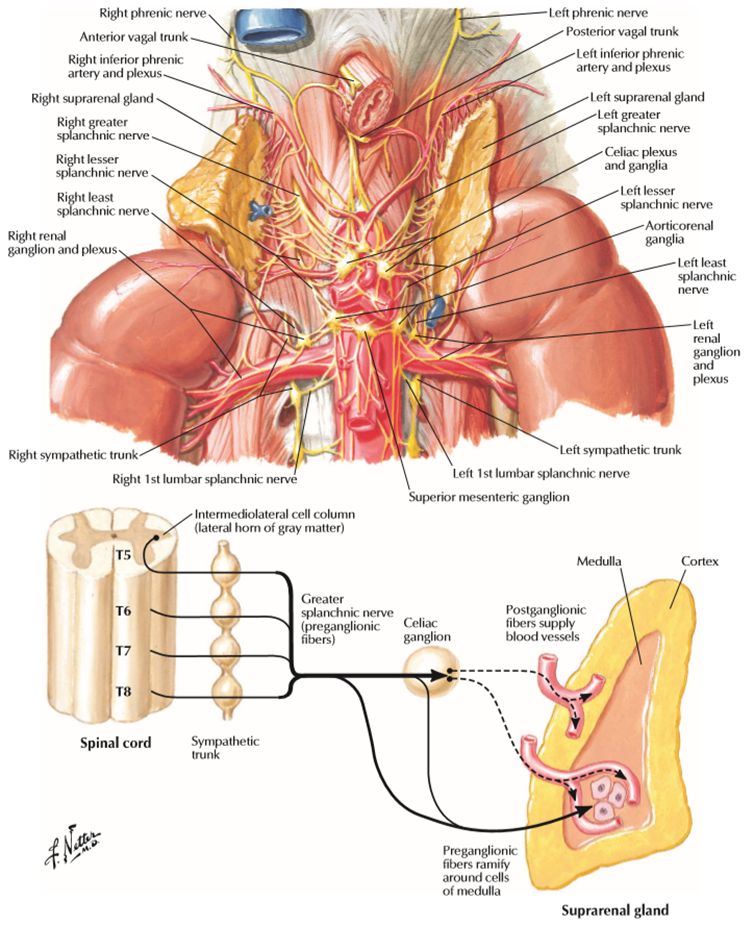 Right phrenic nerve
Anterior vagal trunk
Right inferior phrenic
artery and plexus
Right suprarenal gland
Right greater
splanchnic nerve
Right lesser
splanchnic nerve
Right least
splanchnic nerve
Right renal
ganglion and plexus
Right sympathetic trunk
Right 1st lumbar splanchnic nerve
Left phrenic nerve
Posterior vagal trunk
Left inferior phrenic
artery and plexus
Left suprarenal gland
Left greater
splanchnic nerve
Celiac plexus
and ganglia
Left lesser
splanchnic nerve
Aorticorenal
ganglia
Left least
splanchnic
nerve
Left
renal
ganglion
and
plexus
Left sympathetic trunk
Left 1st lumbar splanchnic nerve
Superior mesenteric ganglion
Intermediolateral cell column
(lateral horn of gray matter)
T5
T6
T7
T8
Spinal cord
Sympathetic
trunk
Greater
splanchnic nerve
(preganglionic
fibers)
Celiac
ganglion
Postganglionic
fibers supply
blood vessels
Medulla
Cortex
Preganglionic
fibers ramify
around cells
of medulla
Suprarenal gland
F. Netter
M.D.